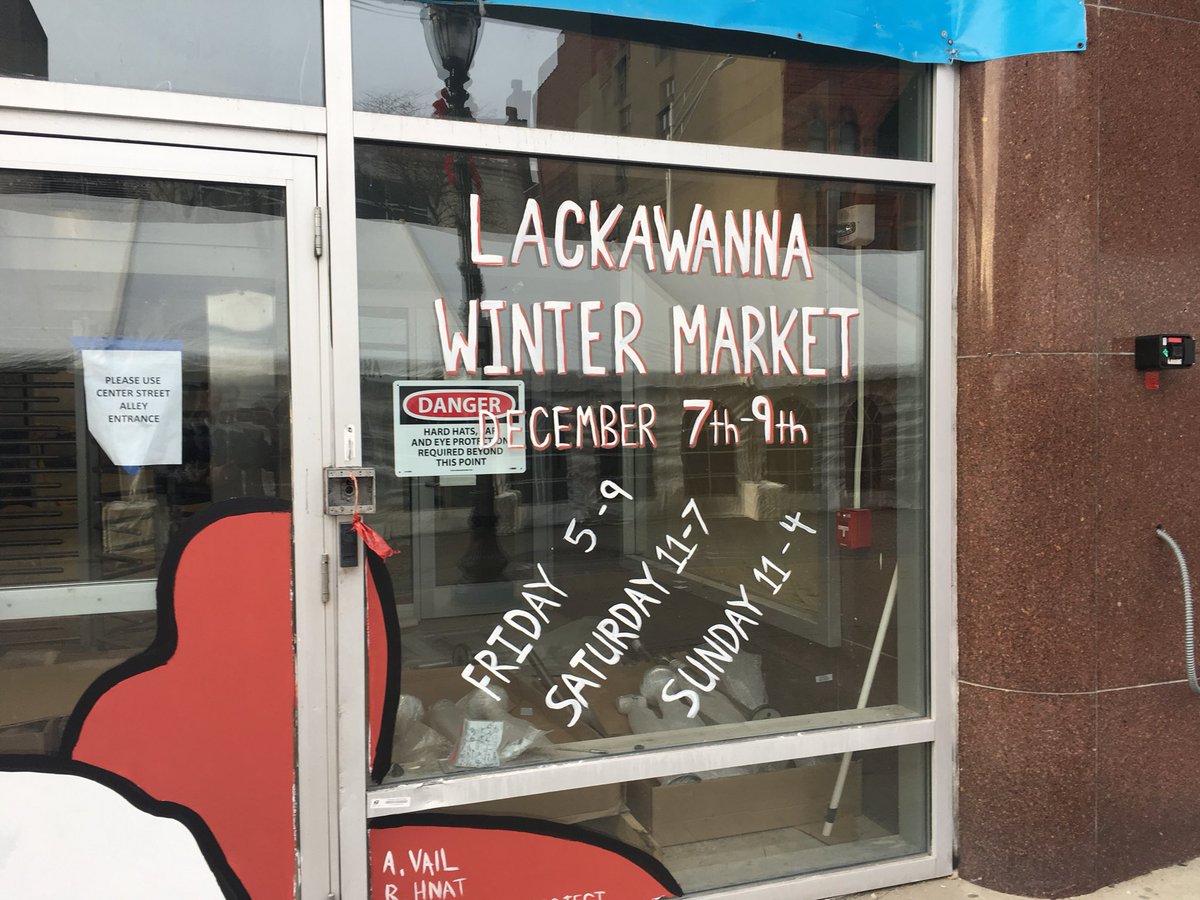 LACKAWANNA
WINTER MARKET
DECEMBER 7th-9th
FRIDAY 5-9
SATURDAY 11-7
SUNDAY 11-4
DANGER
HARD HATS,
AND EYE PROTECTION
REQUIRED BEYOND
THIS POINT
PLEASE USE
CENTER STREET
ALLEY
ENTRANCE
A. VAIL
R. HNAT